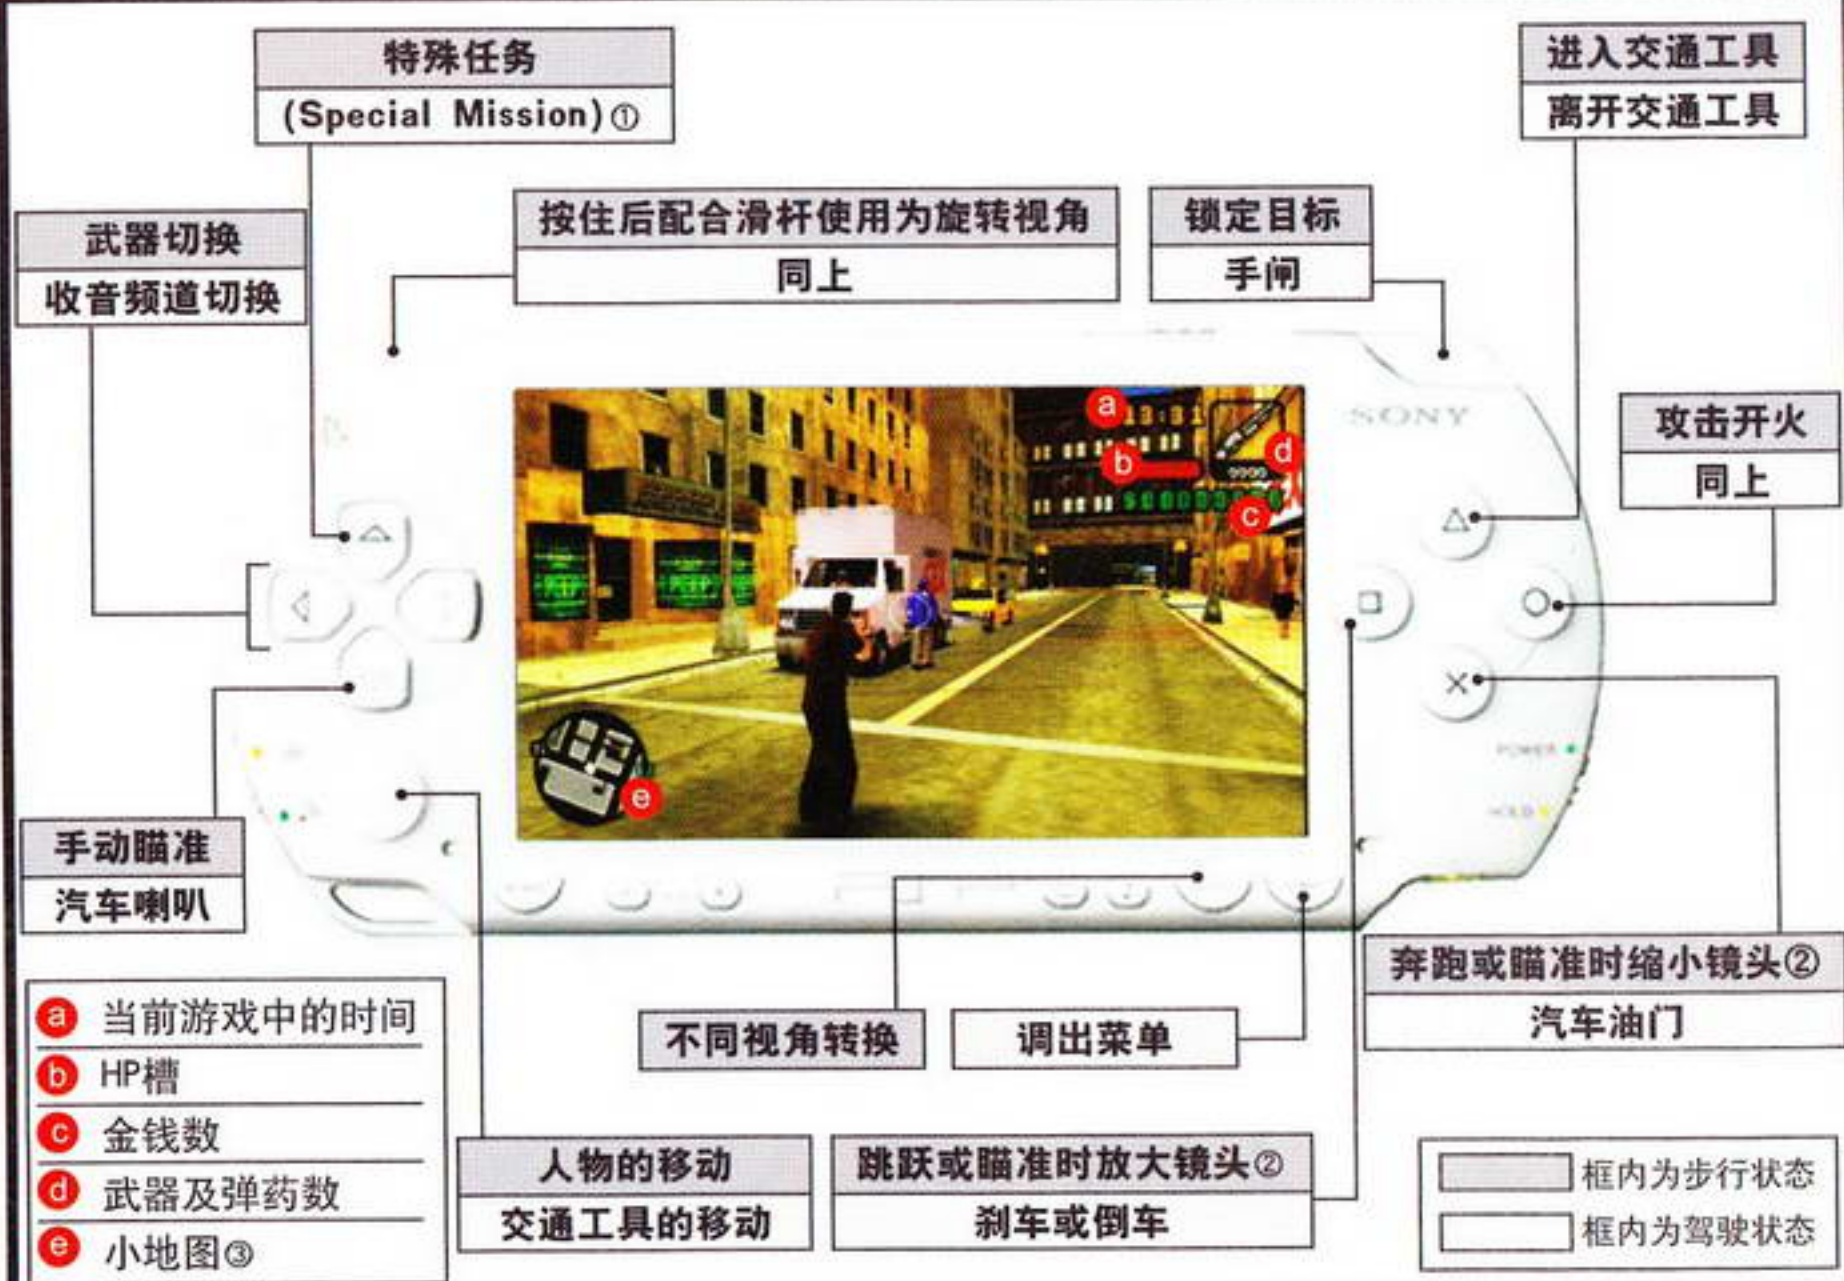 特殊任务
(Special Mission)①
进入交通工具
离开交通工具
武器切换
收音频道切换
按住后配合滑杆使用为旋转视角
同上
锁定目标
手闸
攻击开火
同上
SONY
a
b
d
c
e
PEEP
PEEP
POWER
HOLD
手动瞄准
汽车喇叭
奔跑或瞄准时缩小镜头②
汽车油门
不同视角转换
调出菜单
a 当前游戏中的时间
b HP槽
c 金钱数
d 武器及弹药数
e 小地图③
人物的移动
交通工具的移动
跳跃或瞄准时放大镜头②
刹车或倒车
框内为步行状态
框内为驾驶状态